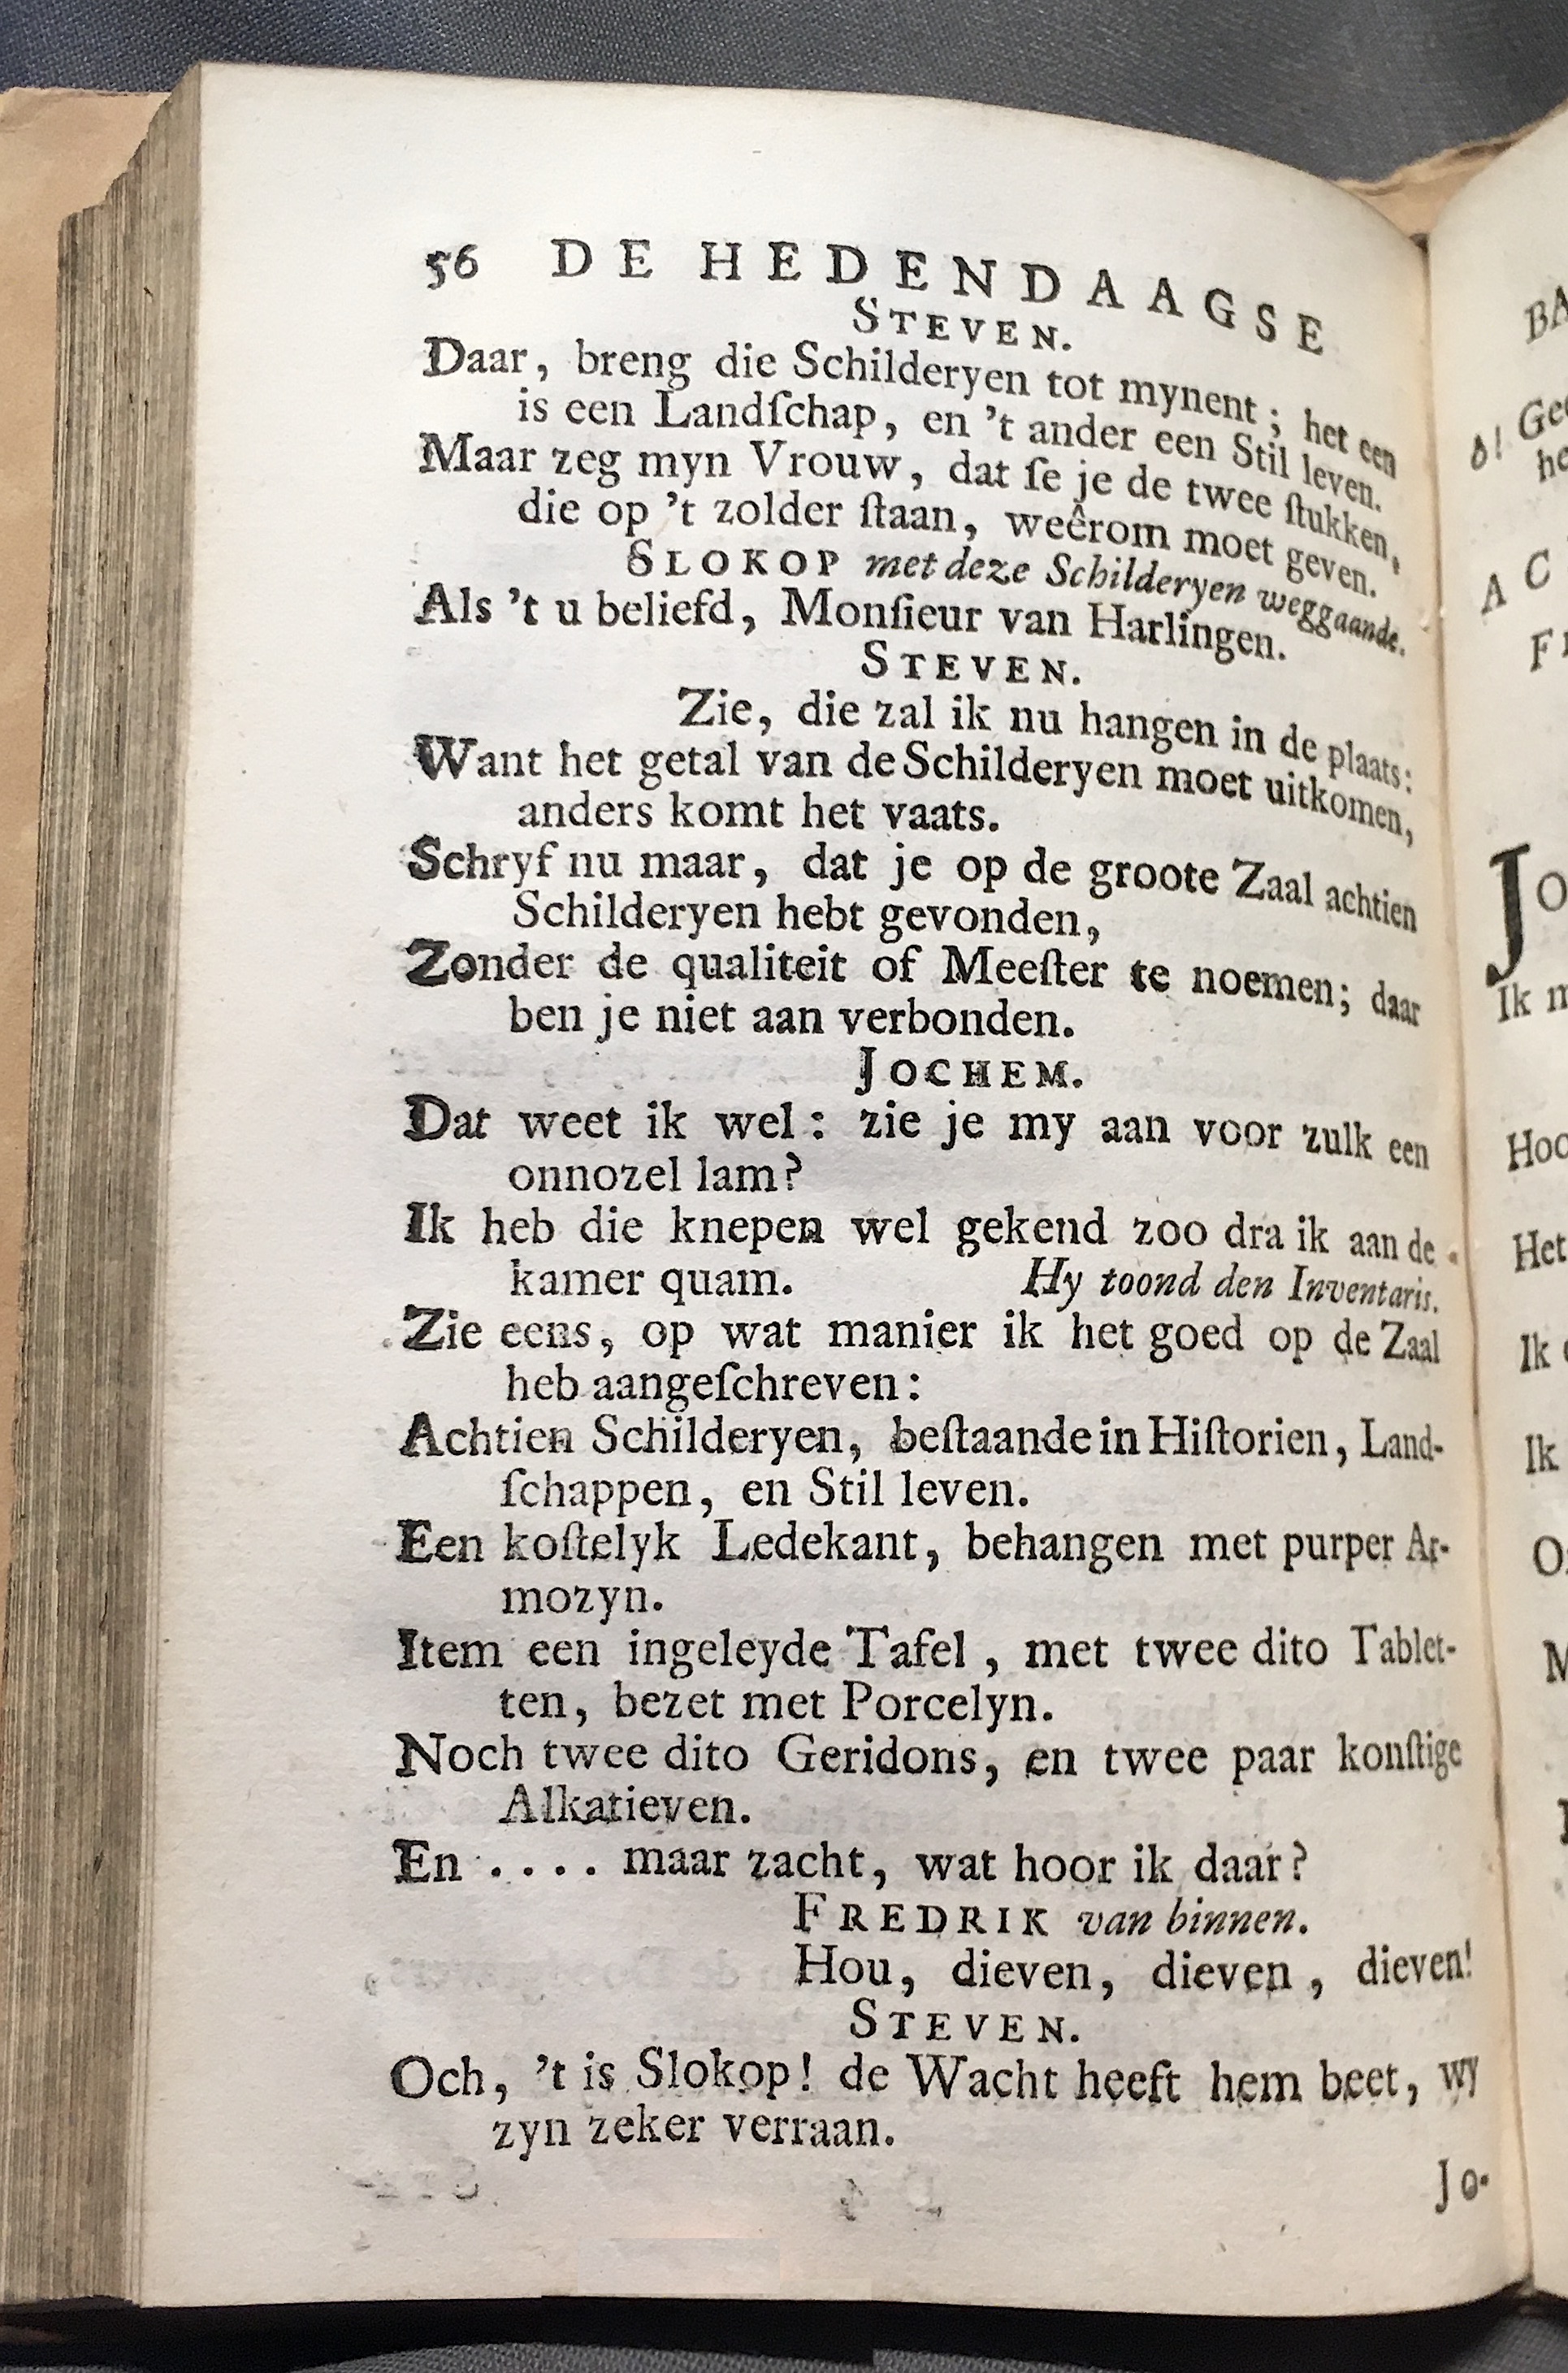 56 DE HEDENDAAGSE
STEVEN.
Daar, breng die Schilderyen tot mynent; het een
is een Landſchap, en 't ander een Stil leven.
Maar zeg myn Vrouw, dat ſe je de twee ſtukken,
die op 't zolder ſtaan, weêrom moet geven.
SLOKOP met deze Schilderyen weggaande.
Als 't u beliefd, Monſieur van Harlingen.
STEVEN.
Zie, die zal ik nu hangen in de plaats:
Want het getal van de Schilderyen moet uitkomen,
anders komt het vaats.
Schryf nu maar, dat je op de groote Zaal achtien
Schilderyen hebt gevonden,
Zonder de qualiteit of Meeſter te noemen; daar
ben je niet aan verbonden.
JOCHEM.
Dat weet ik wel: zie je my aan voor zulk een
onnozel lam?
Ik heb die knepen wel gekend zoo dra ik aan de
kamer quam. Hy toond den Inventaris.
Zie eens, op wat manier ik het goed op de Zaal
heb aangeſchreven:
Achtien Schilderyen, beſtaande in Hiſtorien, Land-
ſchappen, en Stil leven.
Een koſtelyk Ledekant, behangen met purper Ar-
mozyn.
Item een ingeleyde Tafel, met twee dito Tablet-
ten, bezet met Porcelyn.
Noch twee dito Geridons, en twee paar konſtige
Alkatieven.
En .... maar zacht, wat hoor ik daar?
FREDRIK van binnen.
Hou, dieven, dieven, dieven!
STEVEN.
Och, 't is Slokop! de Wacht heeft hem beet, wy
zyn zeker verraan.
Jo-